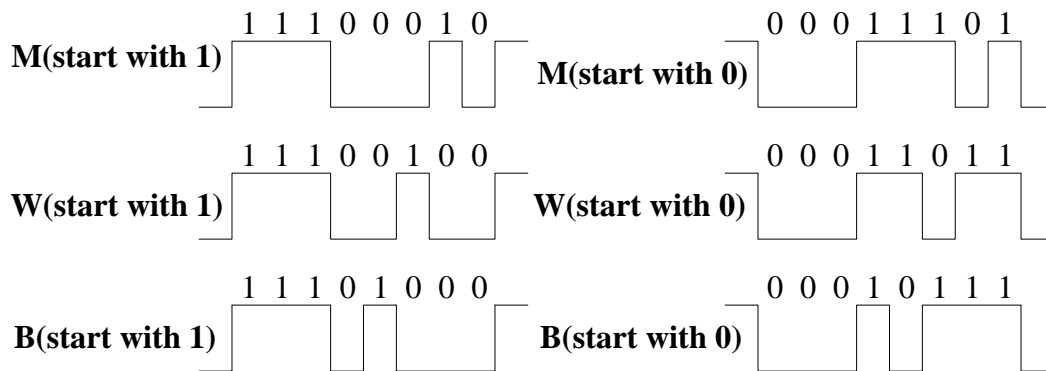 1 1 1 0 0 0 1 0
0 0 0 1 1 1 0 1
M(start with 1)
M(start with 0)
1 1 1 0 0 1 0 0
0 0 0 1 1 0 1 1
W(start with 1)
W(start with 0)
1 1 1 0 1 0 0 0
0 0 0 1 0 1 1 1
B(start with 1)
B(start with 0)